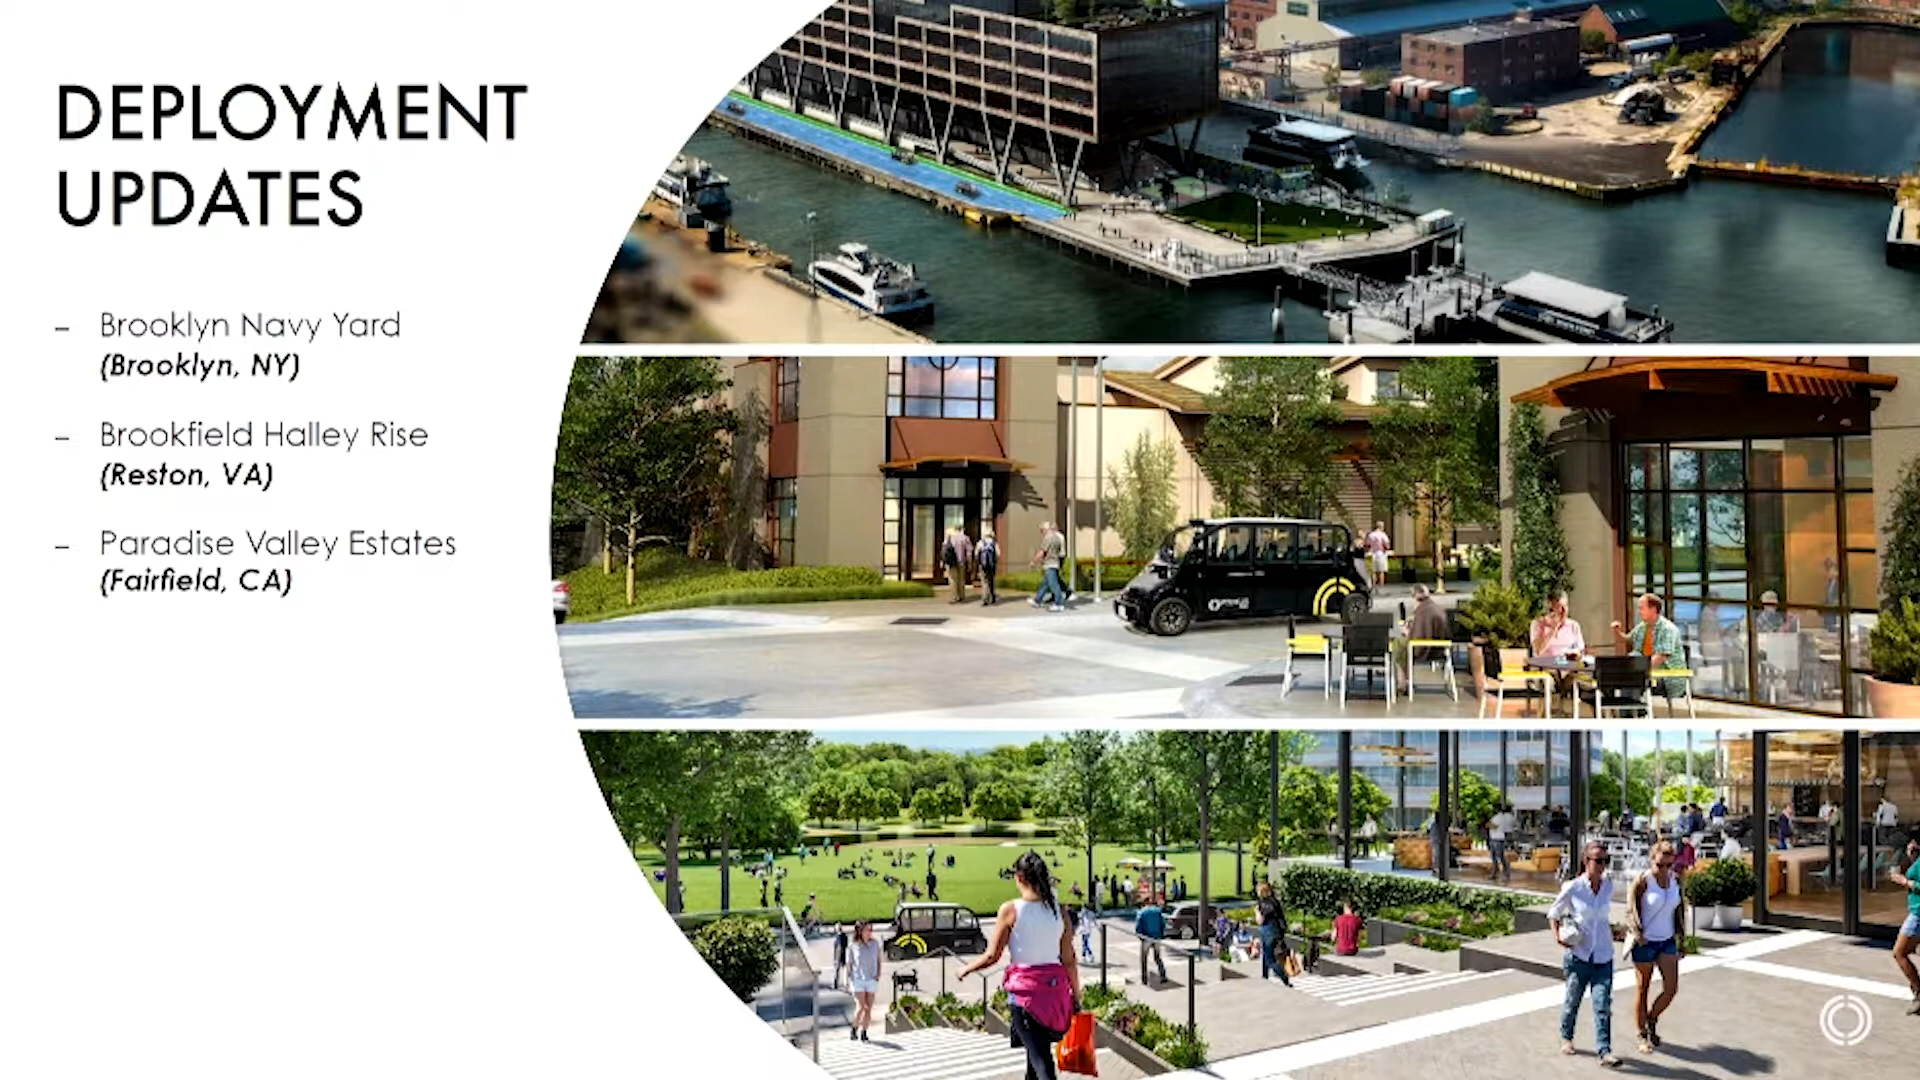 DEPLOYMENT
UPDATES
– Brooklyn Navy Yard
(Brooklyn, NY)
– Brookfield Halley Rise
(Reston, VA)
– Paradise Valley Estates
(Fairfield, CA)